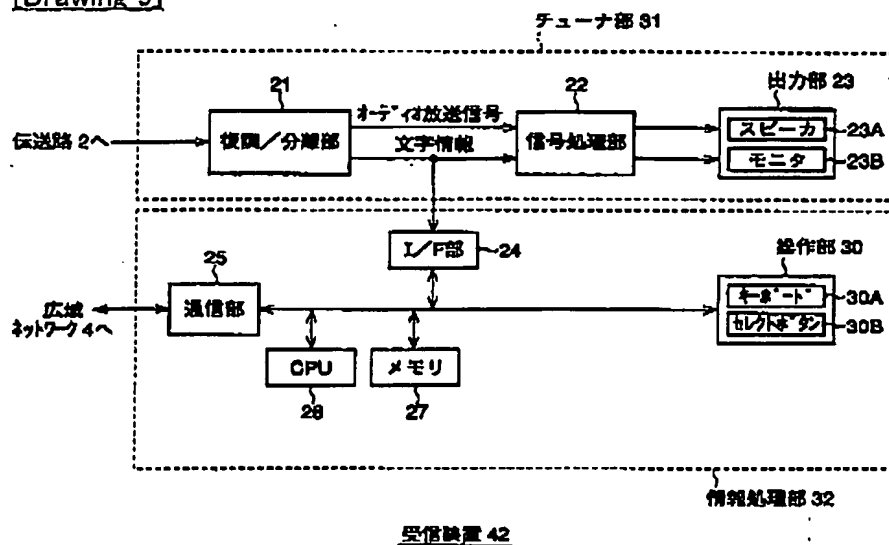 チューナ部 31
21
22
出力部 23
オーディオ放送信号
伝送路 2へ
復調/分離部
文字情報
信号処理部
スピーカ
23A
モニタ
23B
I/F部
24
25
操作部 30
広域
ネットワーク 4へ
通信部
キーボード
30A
セレクトボタン
30B
CPU
メモリ
27
情報処理部 32
受信装置 42